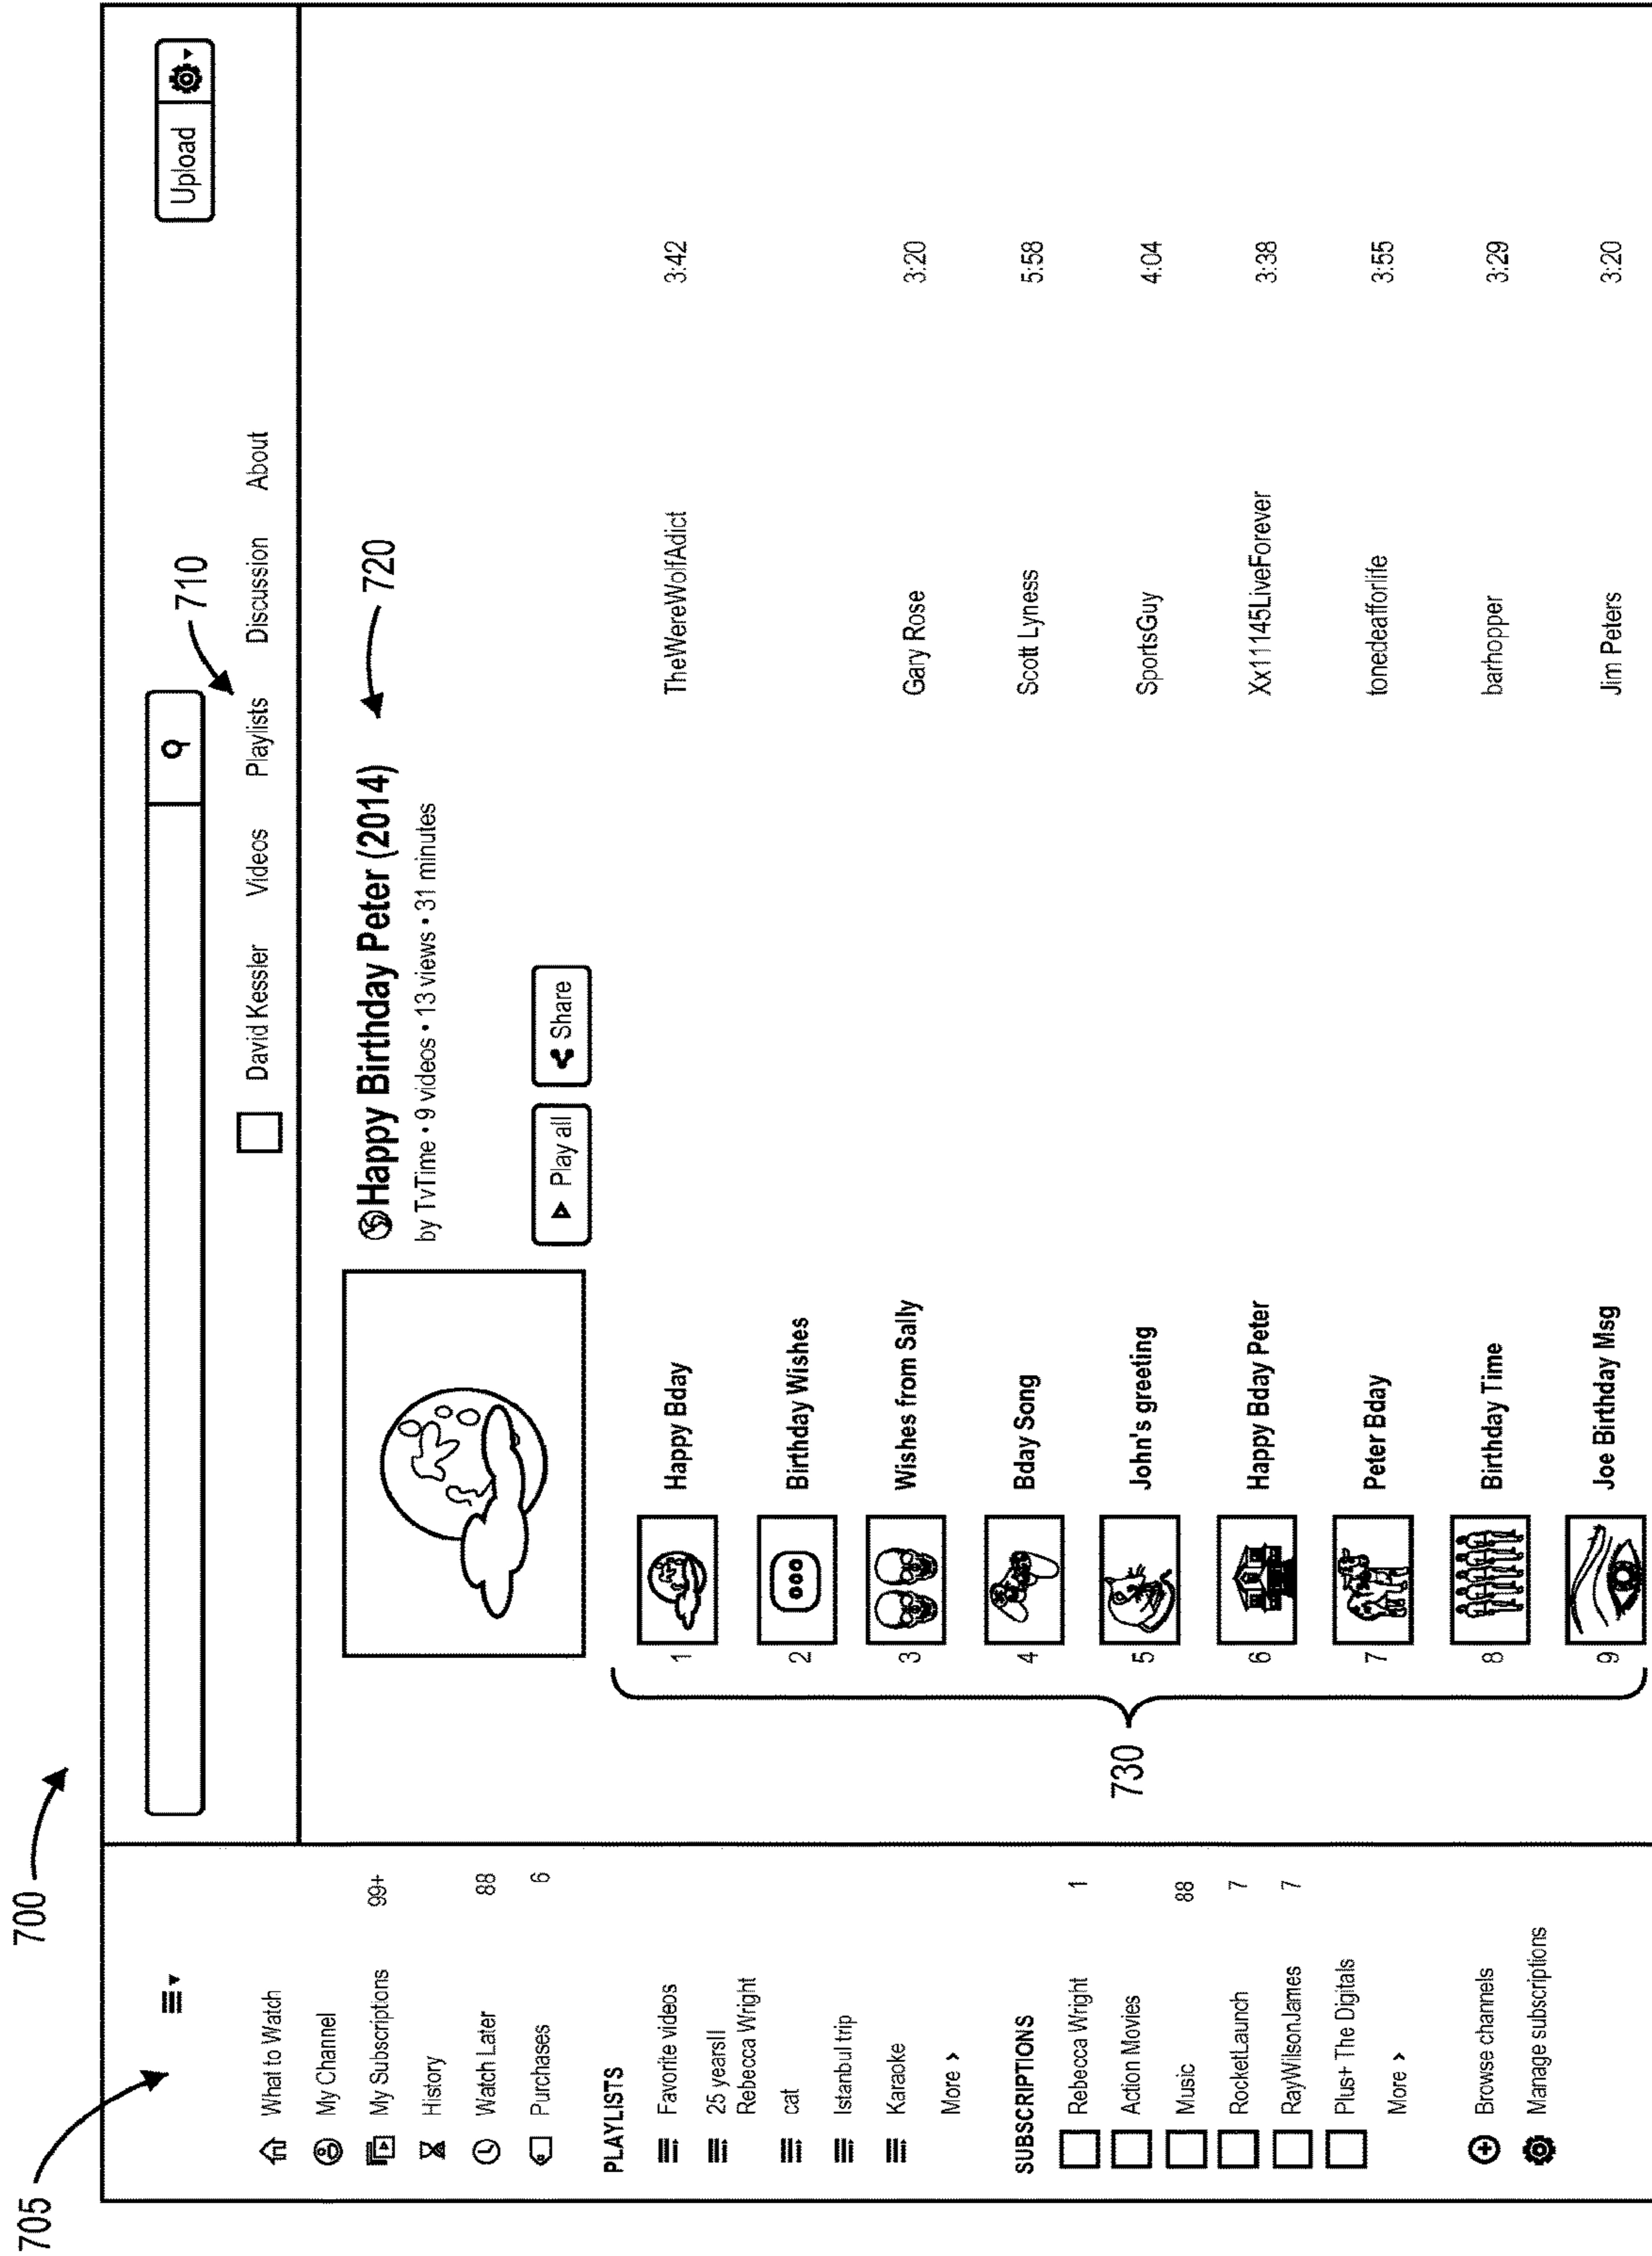 700
705
Upload
710
David Kessler Videos Playlists Discussion About
What to Watch
My Channel
My Subscriptions 99+
History
Watch Later 88
Purchases 6
PLAYLISTS
Favorite videos
25 years!!
Rebecca Wright
cat
Istanbul trip
Karaoke
More >
SUBSCRIPTIONS
Rebecca Wright 1
Action Movies
Music 88
RocketLaunch 7
RayWilsonJames 7
Plus+ The Digitals
More >
Browse channels
Manage subscriptions
Happy Birthday Peter (2014)
720
by TvTime • 9 videos • 13 views • 31 minutes
Play all Share
730
1 Happy Bday TheWereWolfAdict 3:42
2 Birthday Wishes
3 Wishes from Sally Gary Rose 3:20
4 Bday Song Scott Lyness 5:58
5 John's greeting SportsGuy 4:04
6 Happy Bday Peter Xx11145LiveForever 3:38
7 Peter Bday tonedeafforlife 3:55
8 Birthday Time barhopper 3:29
9 Joe Birthday Msg Jim Peters 3:20